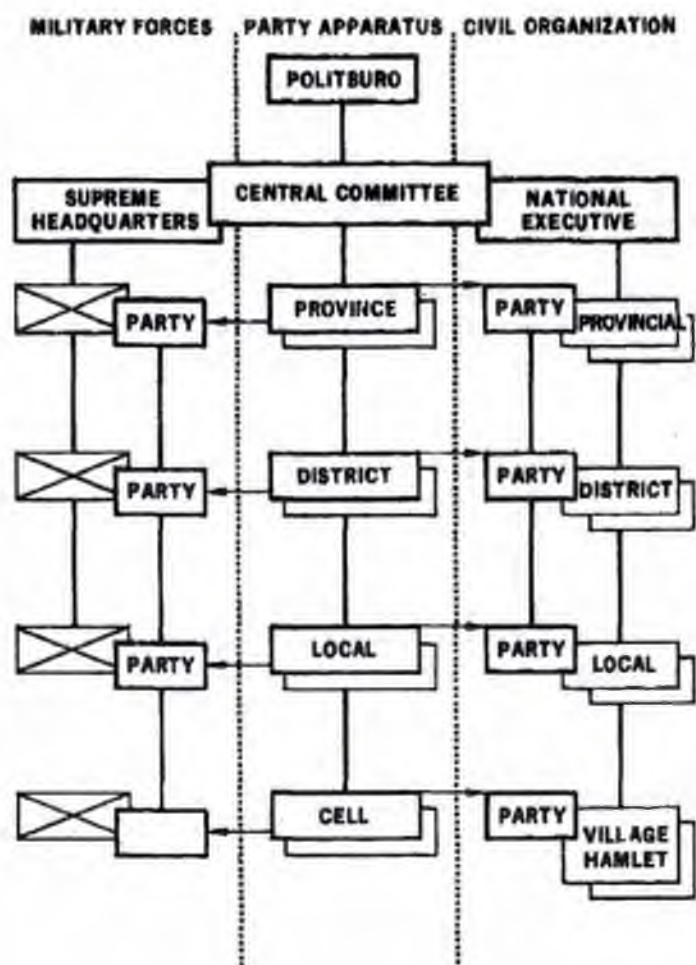 MILITARY FORCES
PARTY APPARATUS
CIVIL ORGANIZATION
POLITBURO
SUPREME
HEADQUARTERS
CENTRAL COMMITTEE
NATIONAL
EXECUTIVE
PARTY
PROVINCE
PARTY
PROVINCIAL
PARTY
DISTRICT
PARTY
DISTRICT
PARTY
LOCAL
PARTY
LOCAL
CELL
PARTY
VILLAGE
HAMLET